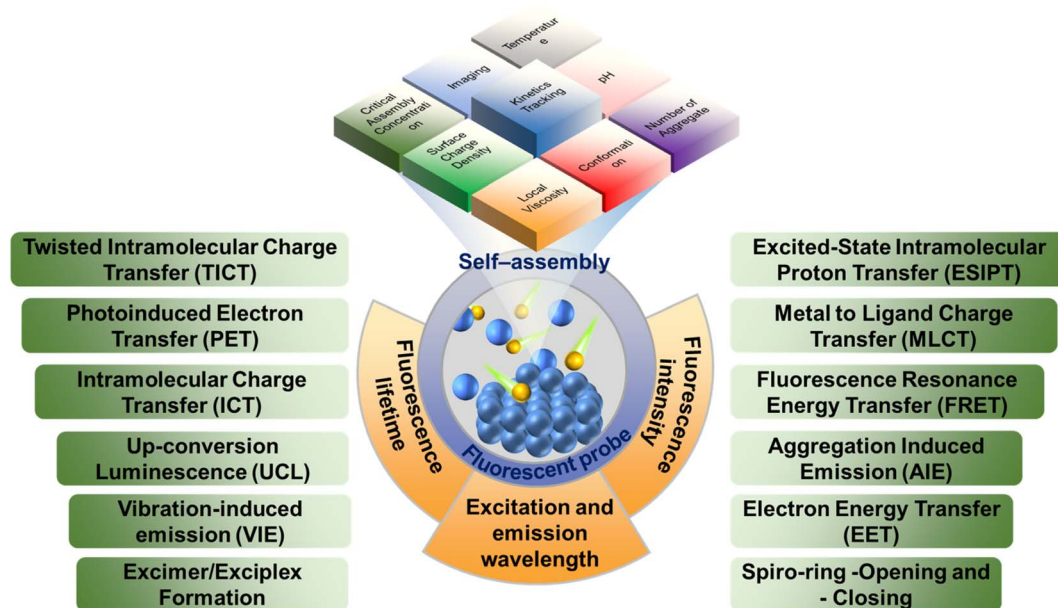 Temperatur
e
Imaging
pH
Critical
Assembly
Concentrati
on
Kinetics
Tracking
Number of
Aggregate
Surface
Charge
Density
Conformati
on
Local
Viscosity
Self–assembly
Fluorescent probe
Fluorescence
lifetime
Fluorescence
intensity
Excitation and
emission
wavelength
Twisted Intramolecular Charge
Transfer (TICT)
Photoinduced Electron
Transfer (PET)
Intramolecular Charge
Transfer (ICT)
Up-conversion
Luminescence (UCL)
Vibration-induced
emission (VIE)
Excimer/Exciplex
Formation
Excited-State Intramolecular
Proton Transfer (ESIPT)
Metal to Ligand Charge
Transfer (MLCT)
Fluorescence Resonance
Energy Transfer (FRET)
Aggregation Induced
Emission (AIE)
Electron Energy Transfer
(EET)
Spiro-ring -Opening and
- Closing